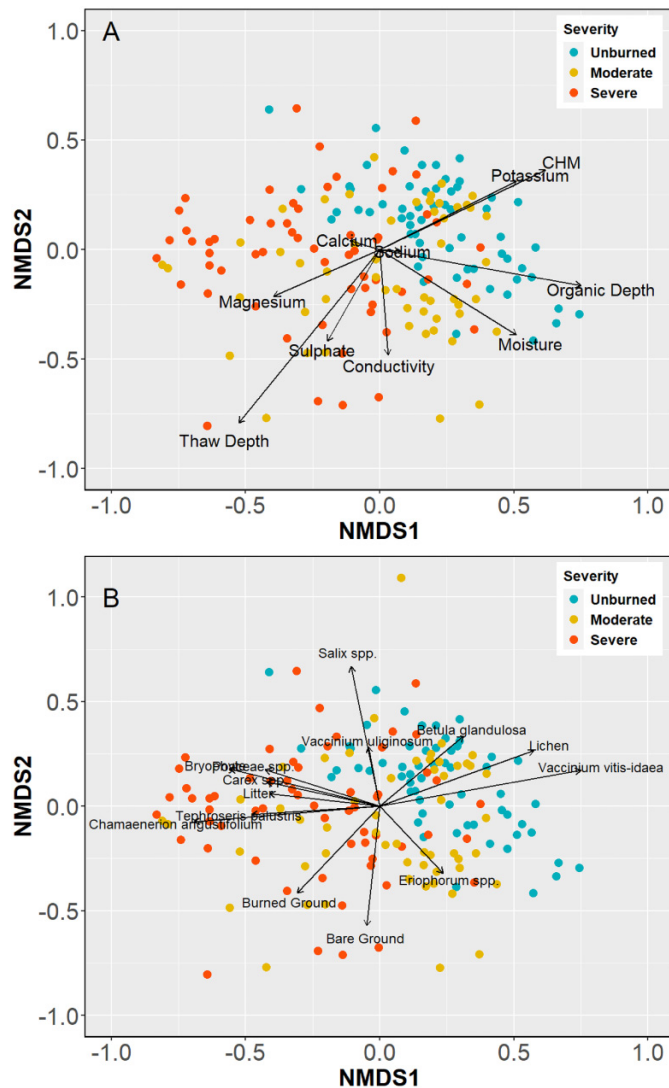 A
Severity
Unburned
Moderate
Severe
1.0
0.5
0.0
-0.5
-1.0
NMDS2
CHM
Potassium
Calcium
Sodium
Organic Depth
Magnesium
Moisture
Sulphate
Conductivity
Thaw Depth
-1.0 -0.5 0.0 0.5 1.0
NMDS1
B
Severity
Unburned
Moderate
Severe
1.0
0.5
0.0
-0.5
-1.0
NMDS2
Salix spp.
Betula glandulosa
Vaccinium uliginosum
Lichen
Bryophyte
Poaceae spp.
Vaccinium vitis-idaea
Carex spp.
Litter
Tephroseris palustris
Chamaenerion angustifolium
Eriophorum spp.
Burned Ground
Bare Ground
-1.0 -0.5 0.0 0.5 1.0
NMDS1